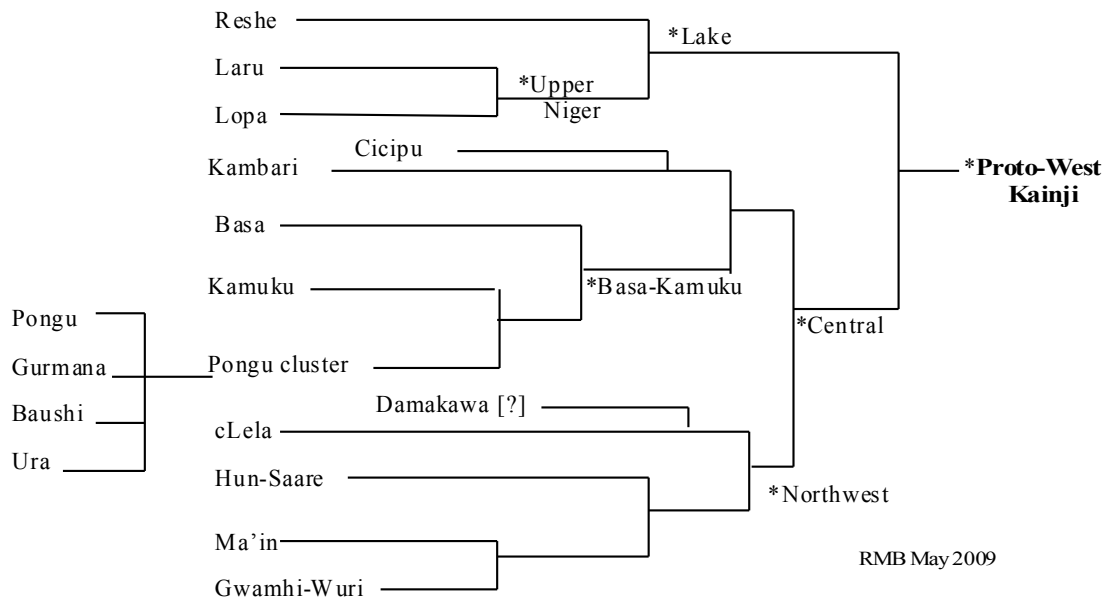 Reshe
*Lake
Laru
*Upper
Niger
Lopa
Cicipu
Kambari
*Proto-West
Kainji
Basa
Kamuku
*Basa-Kamuku
Pongu
*Central
Gurmana
Pongu cluster
Baushi
Damakawa [?]
cLela
Ura
Hun-Saare
*Northwest
Ma’in
RMB May 2009
Gwamhi-Wuri